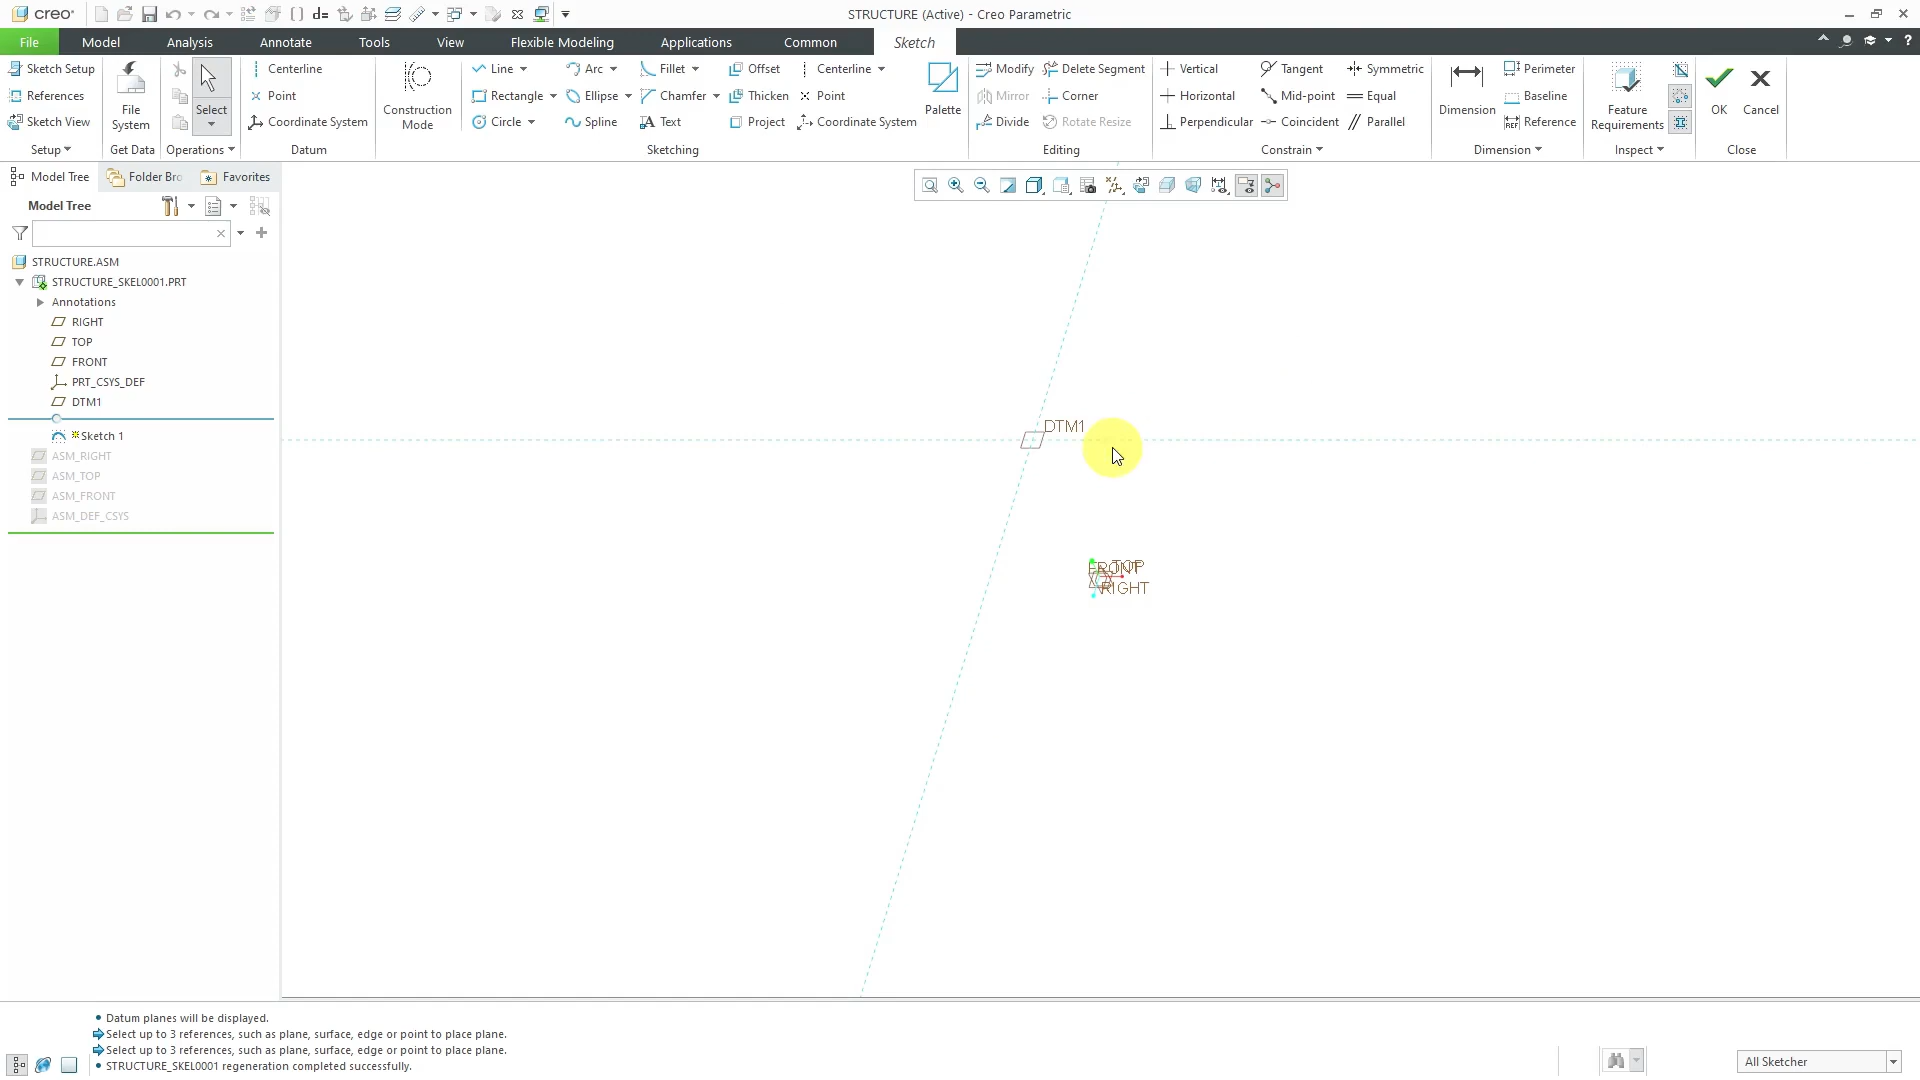 creo
STRUCTURE (Active) - Creo Parametric
File
Model
Analysis
Annotate
Tools
View
Flexible Modeling
Applications
Common
Sketch
Sketch Setup
References
Sketch View
Setup
File System
Get Data
Select
Operations
Centerline
Point
Coordinate System
Datum
Construction Mode
Line
Rectangle
Circle
Arc
Ellipse
Spline
Fillet
Chamfer
Text
Offset
Thicken
Project
Centerline
Point
Coordinate System
Palette
Sketching
Modify
Mirror
Divide
Delete Segment
Corner
Rotate Resize
Editing
Vertical
Horizontal
Perpendicular
Tangent
Mid-point
Coincident
Symmetric
Equal
Parallel
Constrain
Dimension
Perimeter
Baseline
Reference
Dimension
Feature Requirements
Inspect
OK
Cancel
Close
Model Tree
Folder Bro
Favorites
Model Tree
STRUCTURE.ASM
STRUCTURE_SKEL0001.PRT
Annotations
RIGHT
TOP
FRONT
PRT_CSYS_DEF
DTM1
Sketch 1
ASM_RIGHT
ASM_TOP
ASM_FRONT
ASM_DEF_CSYS
DTM1
FRONT
TOP
RIGHT
Datum planes will be displayed.
Select up to 3 references, such as plane, surface, edge or point to place plane.
Select up to 3 references, such as plane, surface, edge or point to place plane.
STRUCTURE_SKEL0001 regeneration completed successfully.
All Sketcher